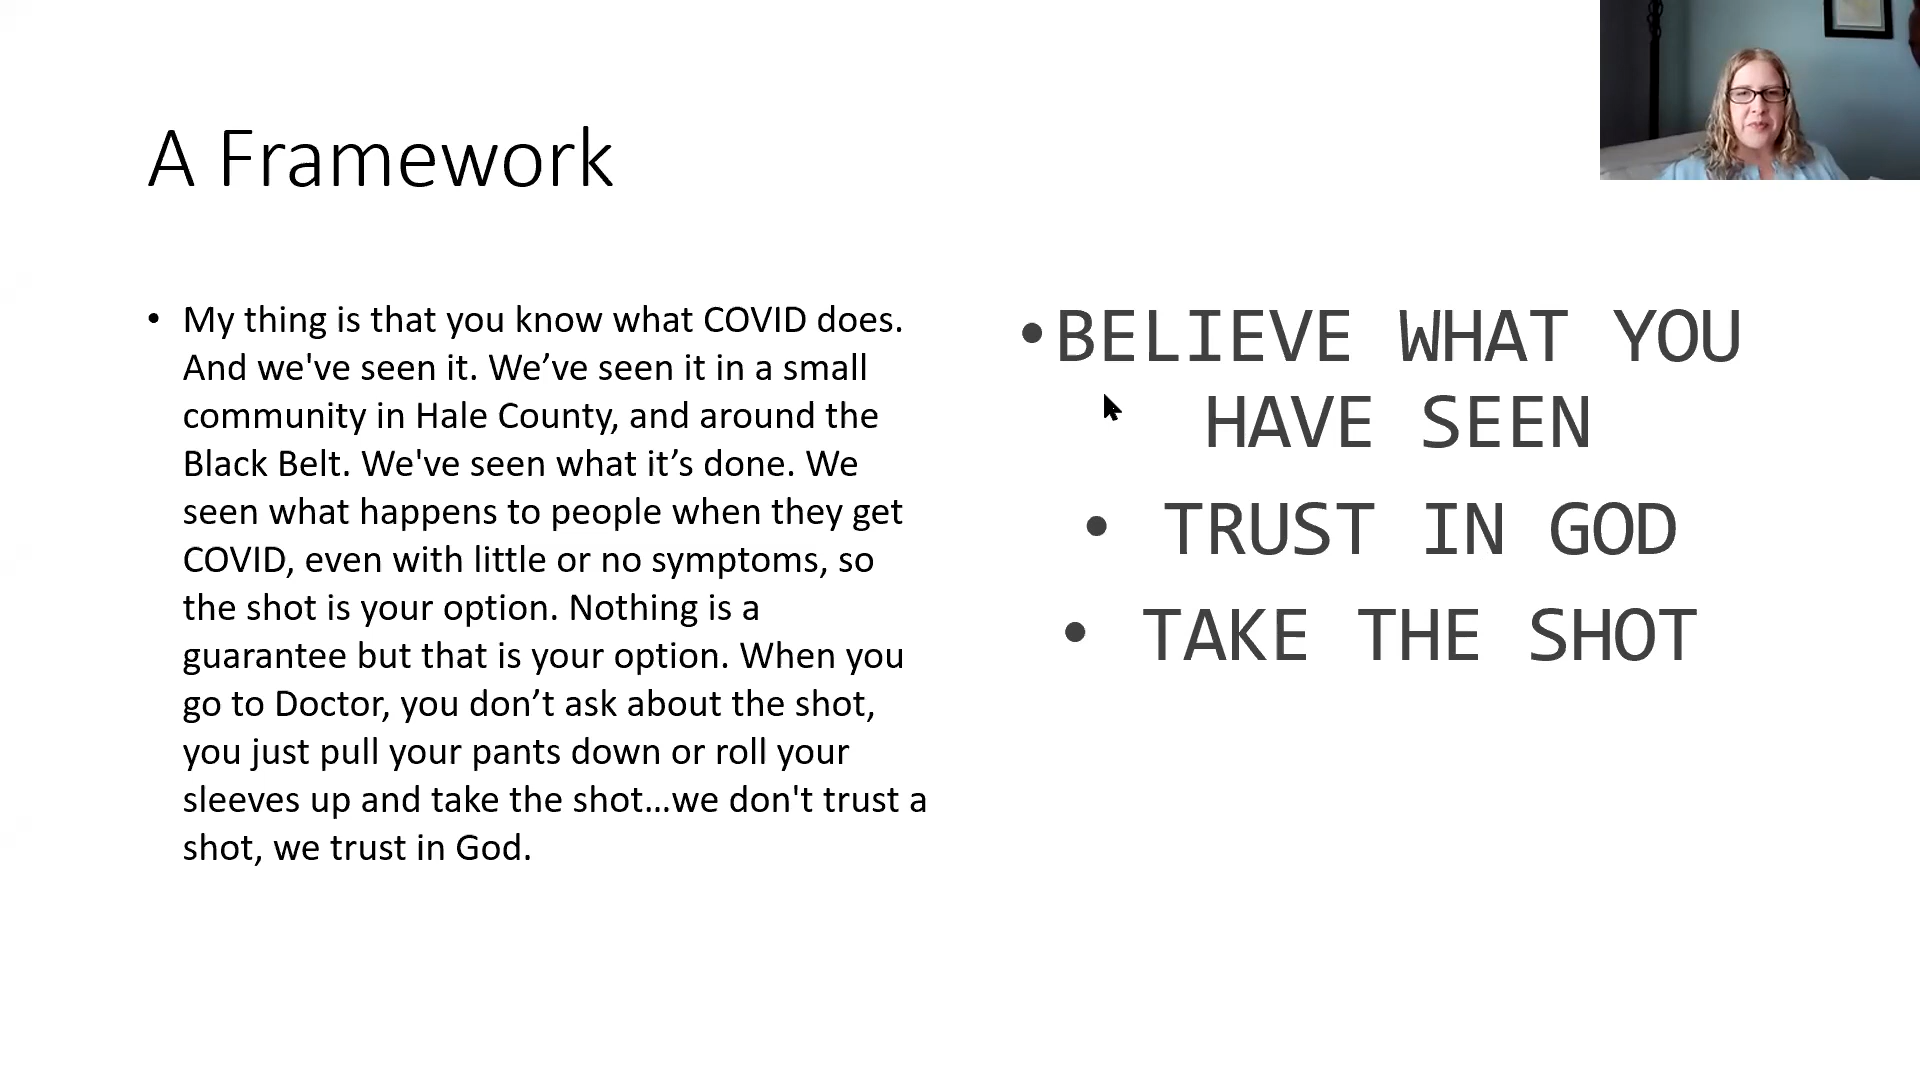 A Framework
• My thing is that you know what COVID does.
And we've seen it. We’ve seen it in a small
community in Hale County, and around the
Black Belt. We've seen what it’s done. We
seen what happens to people when they get
COVID, even with little or no symptoms, so
the shot is your option. Nothing is a
guarantee but that is your option. When you
go to Doctor, you don’t ask about the shot,
you just pull your pants down or roll your
sleeves up and take the shot…we don't trust a
shot, we trust in God.
• BELIEVE WHAT YOU
HAVE SEEN
• TRUST IN GOD
• TAKE THE SHOT